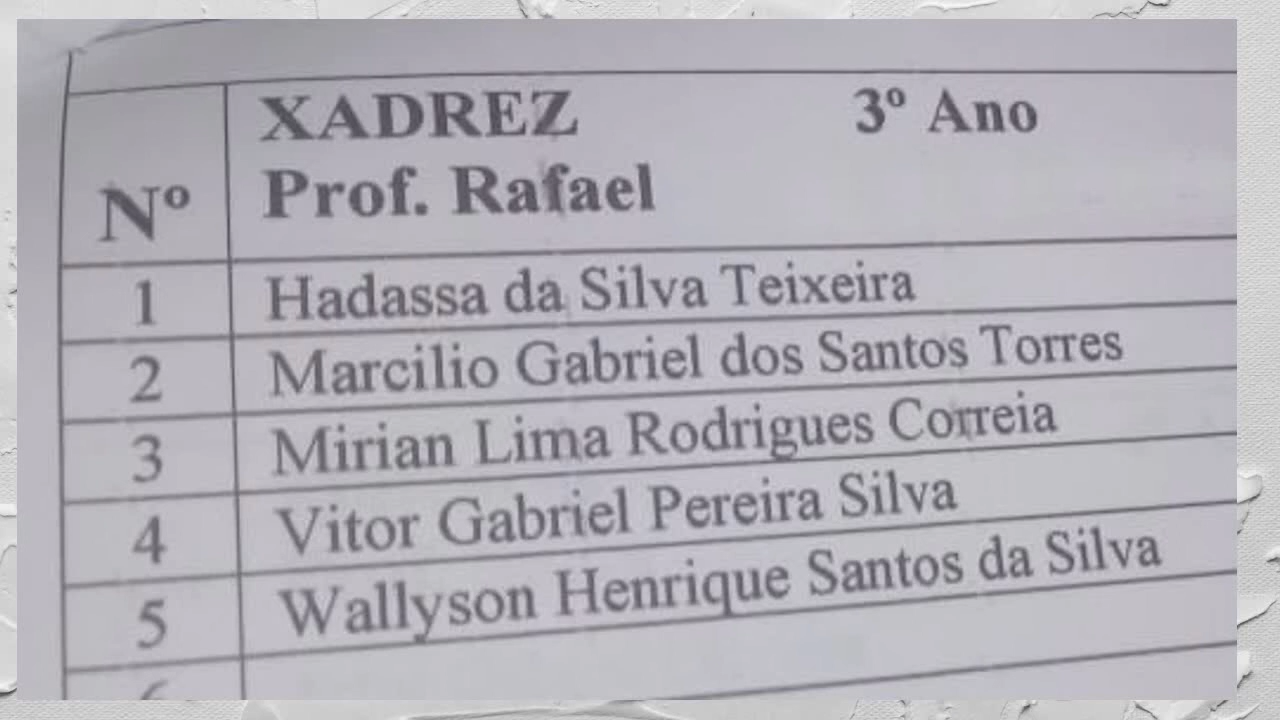 XADREZ 3º Ano
Nº Prof. Rafael
1 Hadassa da Silva Teixeira
2 Marcilio Gabriel dos Santos Torres
3 Mirian Lima Rodrigues Correia
4 Vitor Gabriel Pereira Silva
5 Wallyson Henrique Santos da Silva